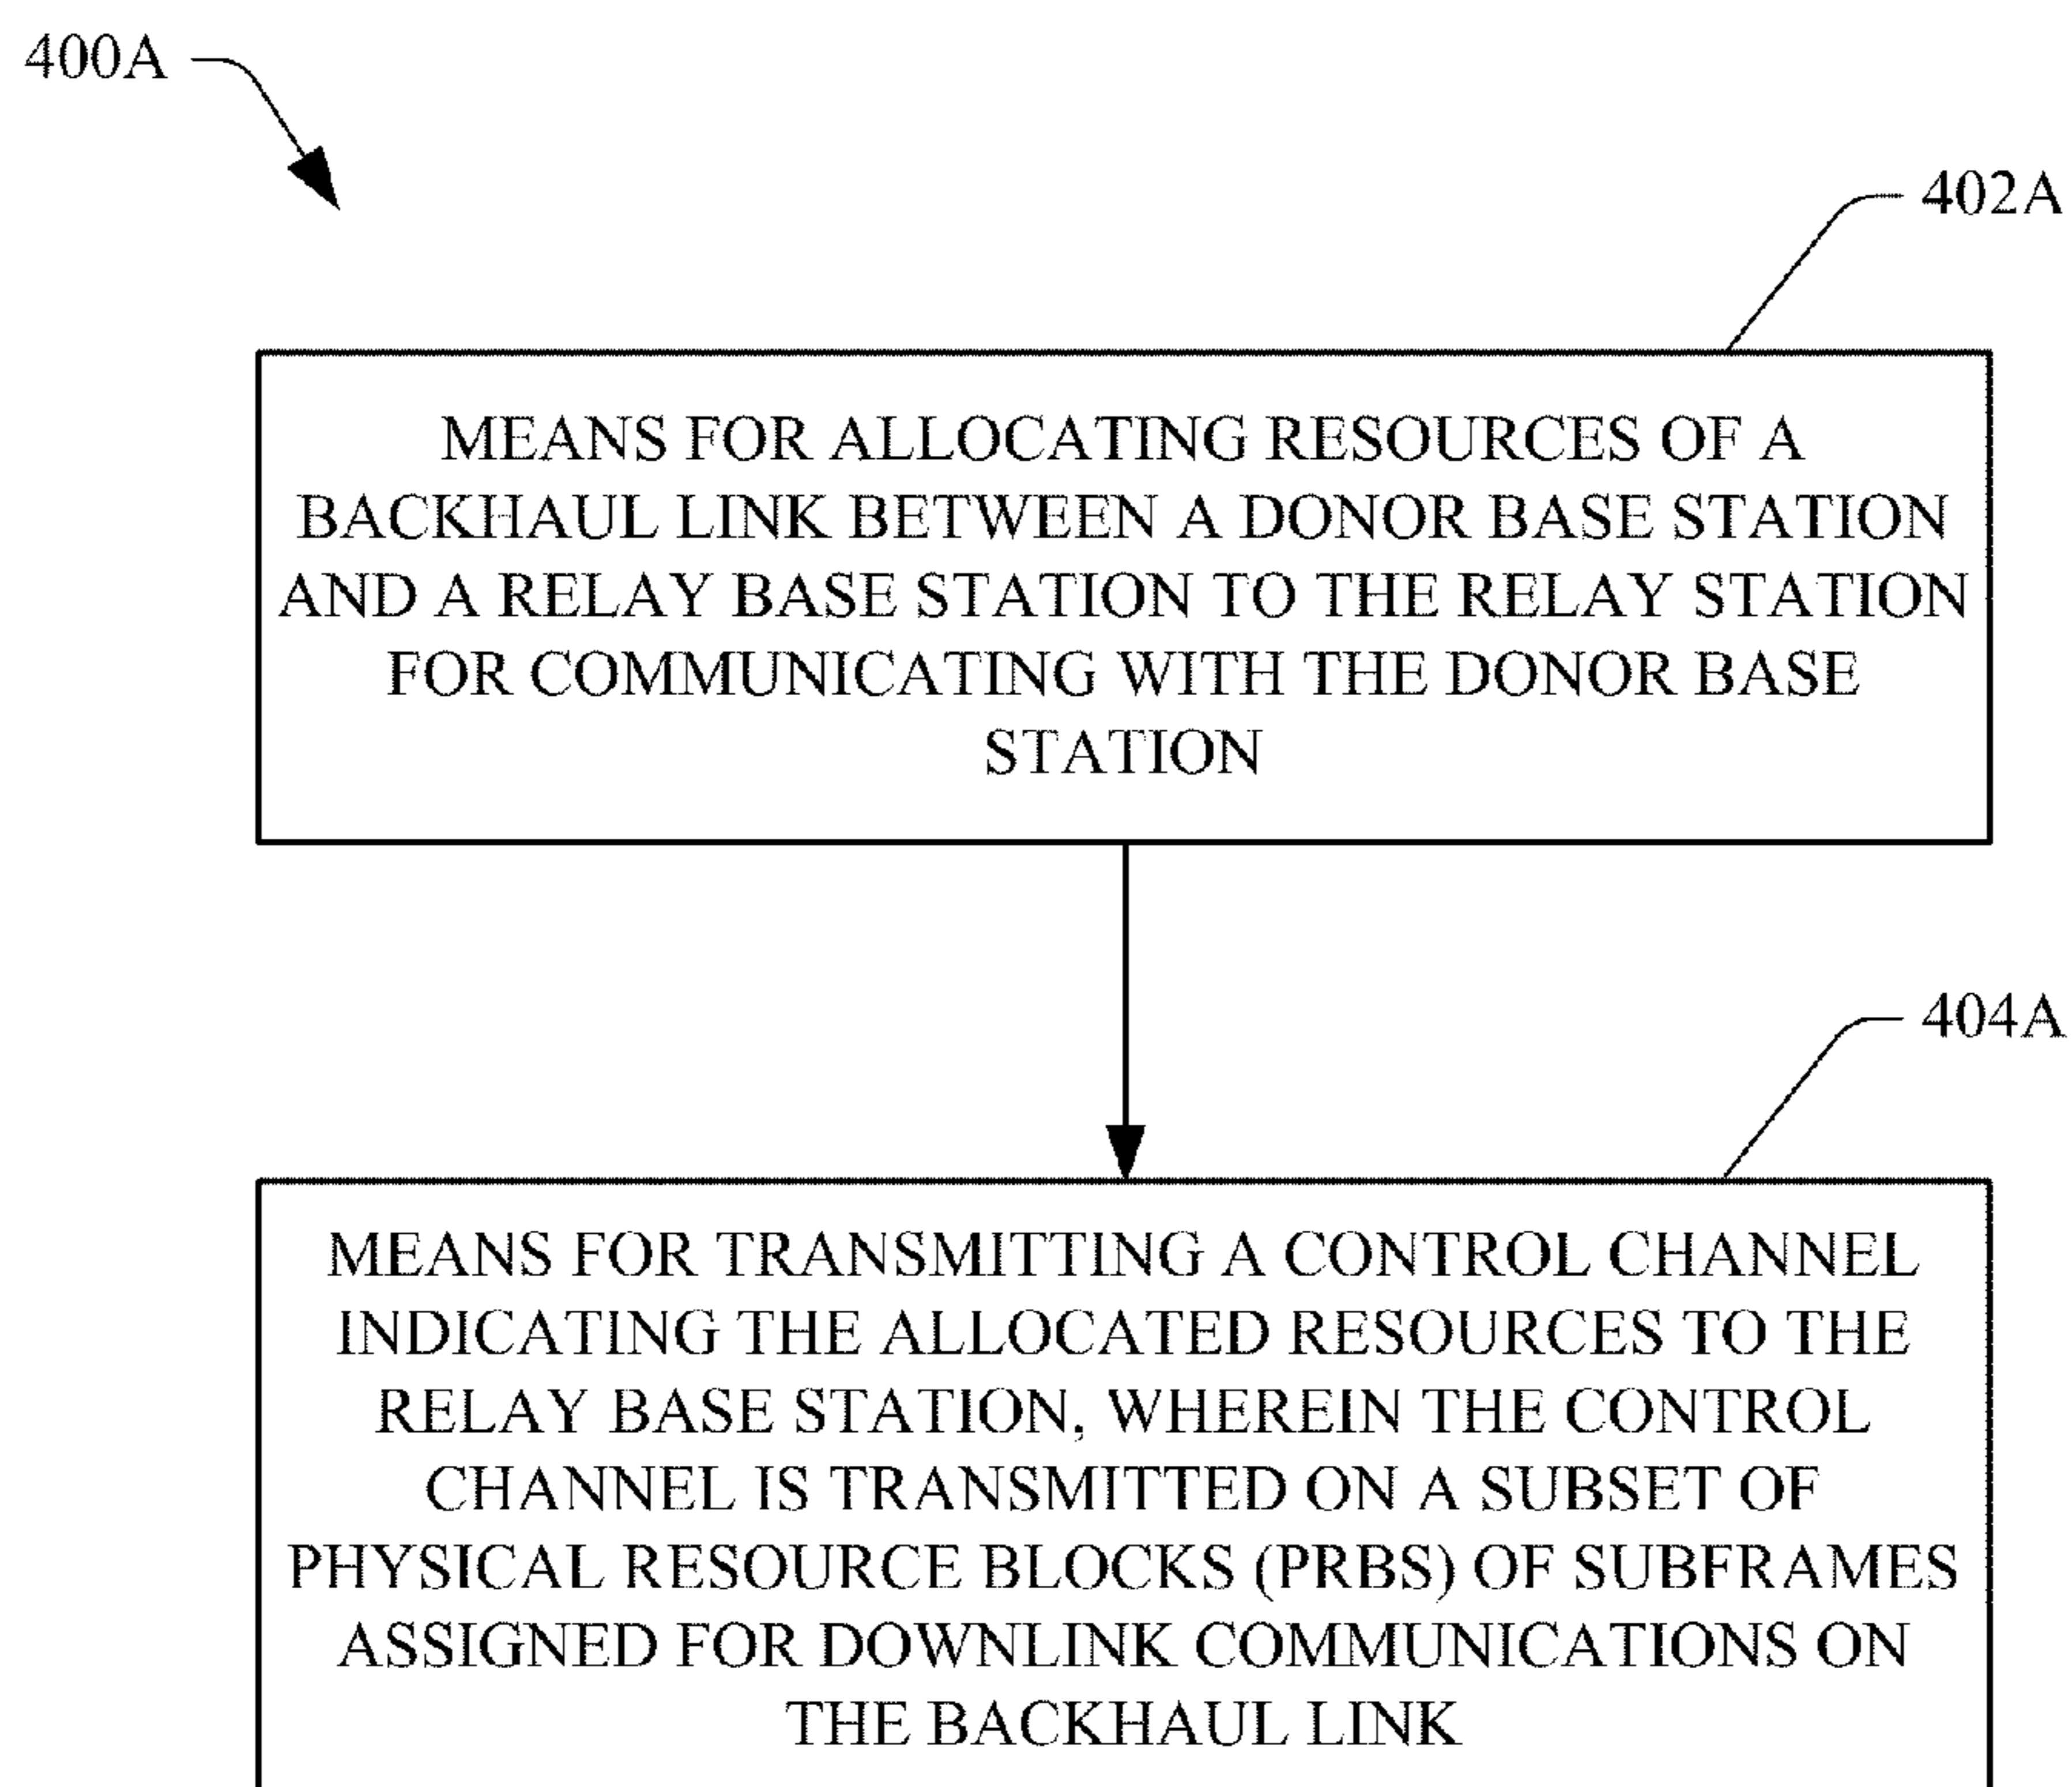 400A
402A
MEANS FOR ALLOCATING RESOURCES OF A
BACKHAUL LINK BETWEEN A DONOR BASE STATION
AND A RELAY BASE STATION TO THE RELAY STATION
FOR COMMUNICATING WITH THE DONOR BASE
STATION
404A
MEANS FOR TRANSMITTING A CONTROL CHANNEL
INDICATING THE ALLOCATED RESOURCES TO THE
RELAY BASE STATION, WHEREIN THE CONTROL
CHANNEL IS TRANSMITTED ON A SUBSET OF
PHYSICAL RESOURCE BLOCKS (PRBS) OF SUBFRAMES
ASSIGNED FOR DOWNLINK COMMUNICATIONS ON
THE BACKHAUL LINK